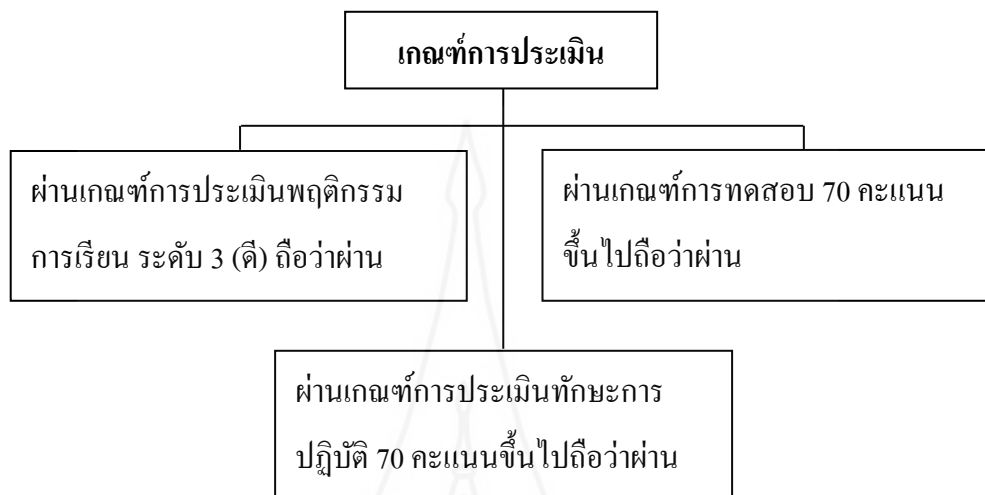 เกณฑ์การประเมิน
ผ่านเกณฑ์การประเมินพฤติกรรม
การเรียน ระดับ 3 (ดี) ถือว่าผ่าน
ผ่านเกณฑ์การทดสอบ 70 คะแนน
ขึ้นไปถือว่าผ่าน
ผ่านเกณฑ์การประเมินทักษะการ
ปฏิบัติ 70 คะแนนขึ้นไปถือว่าผ่าน